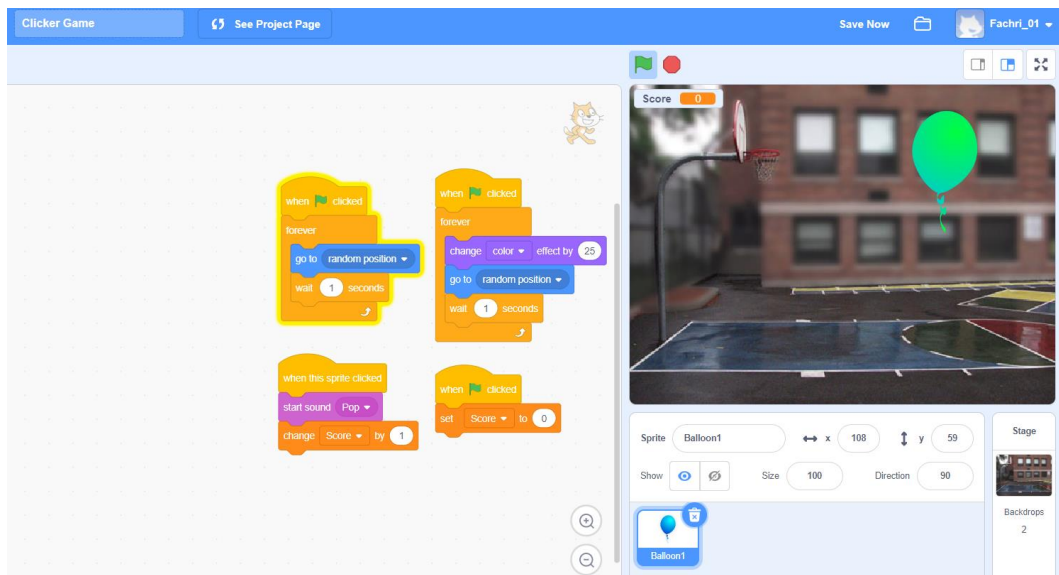 Clicker Game
See Project Page
Save Now
Fachri_01
Score 0
when clicked
forever
go to random position
wait 1 seconds
when clicked
forever
change color effect by 25
go to random position
wait 1 seconds
when this sprite clicked
start sound Pop
change Score by 1
when clicked
set Score to 0
Sprite Balloon1 x 108 y 59
Show Size 100 Direction 90
Balloon1
Stage
Backdrops
2